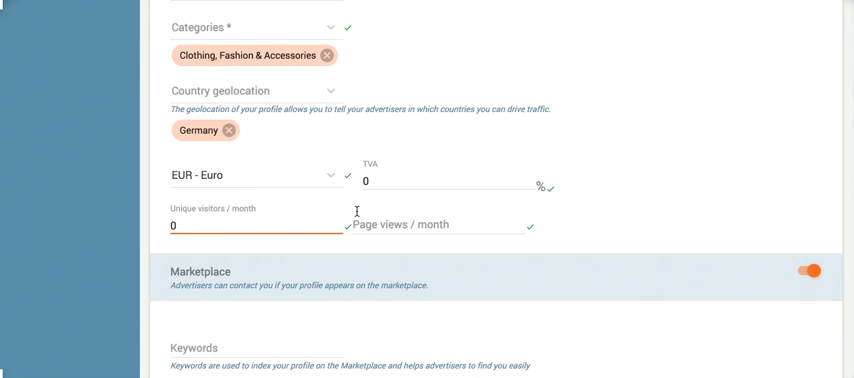 Categories *
Clothing, Fashion & Accessories
Country geolocation
The geolocation of your profile allows you to tell your advertisers in which countries you can drive traffic.
Germany
TVA
EUR - Euro
0
%
Unique visitors / month
0
Page views / month
Marketplace
Advertisers can contact you if your profile appears on the marketplace.
Keywords
Keywords are used to index your profile on the Marketplace and helps advertisers to find you easily